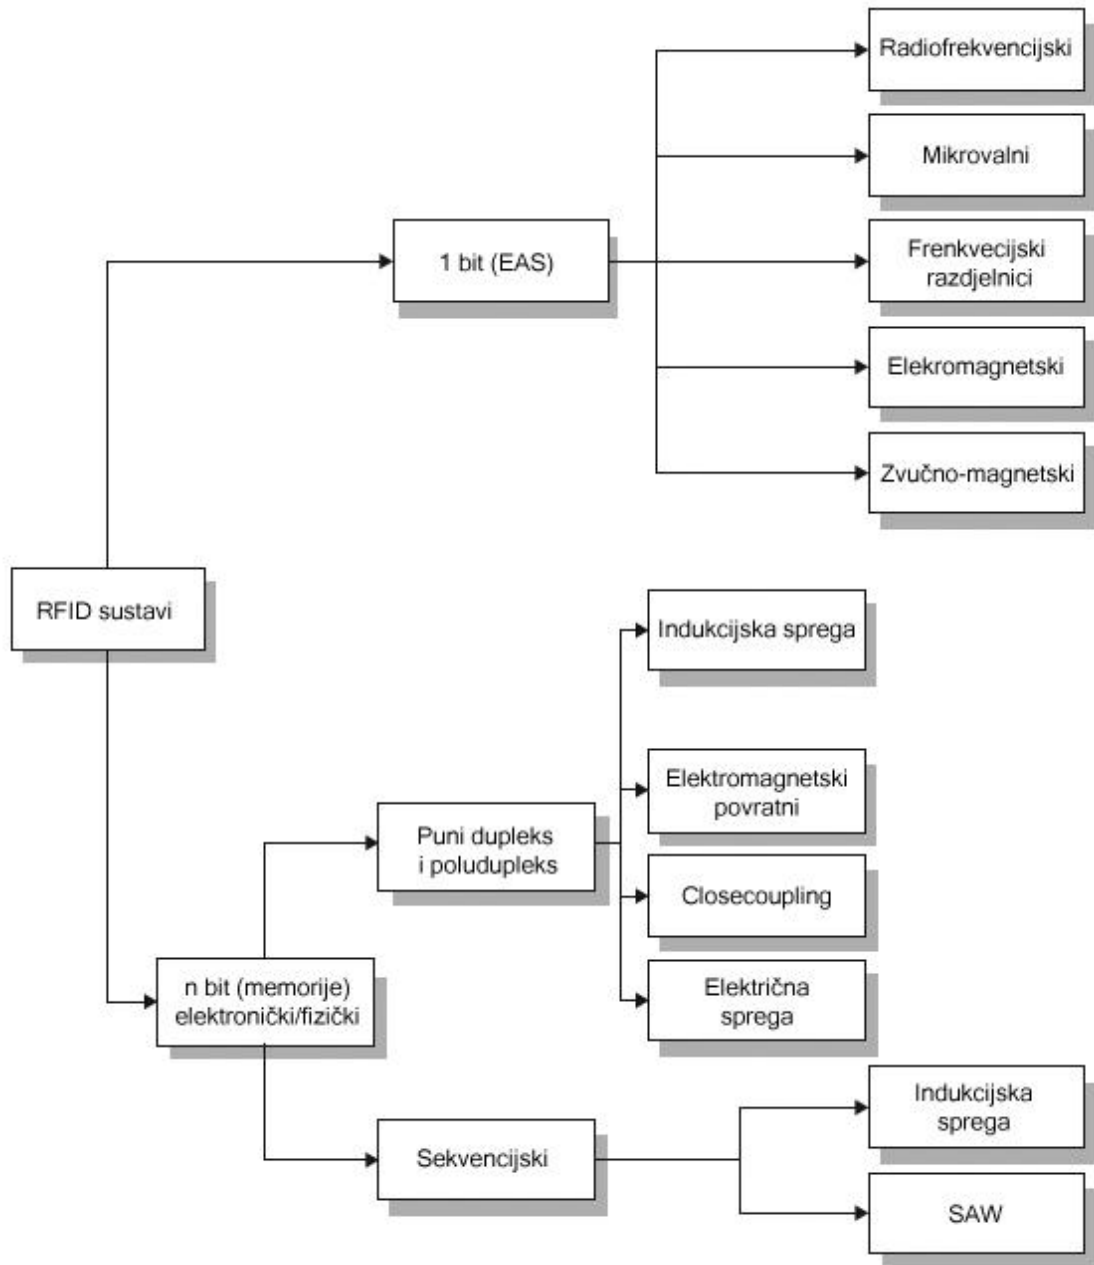 Radiofrekvencijski
Mikrovalni
1 bit (EAS)
Frenkvecijski
razdjelnici
Elekromagnetski
Zvučno-magnetski
RFID sustavi
Indukcijska sprega
Elektromagnetski
povratni
Puni dupleks
i poludupleks
Closecoupling
n bit (memorije)
elektronički/fizički
Električna
sprega
Sekvencijski
Indukcijska
sprega
SAW